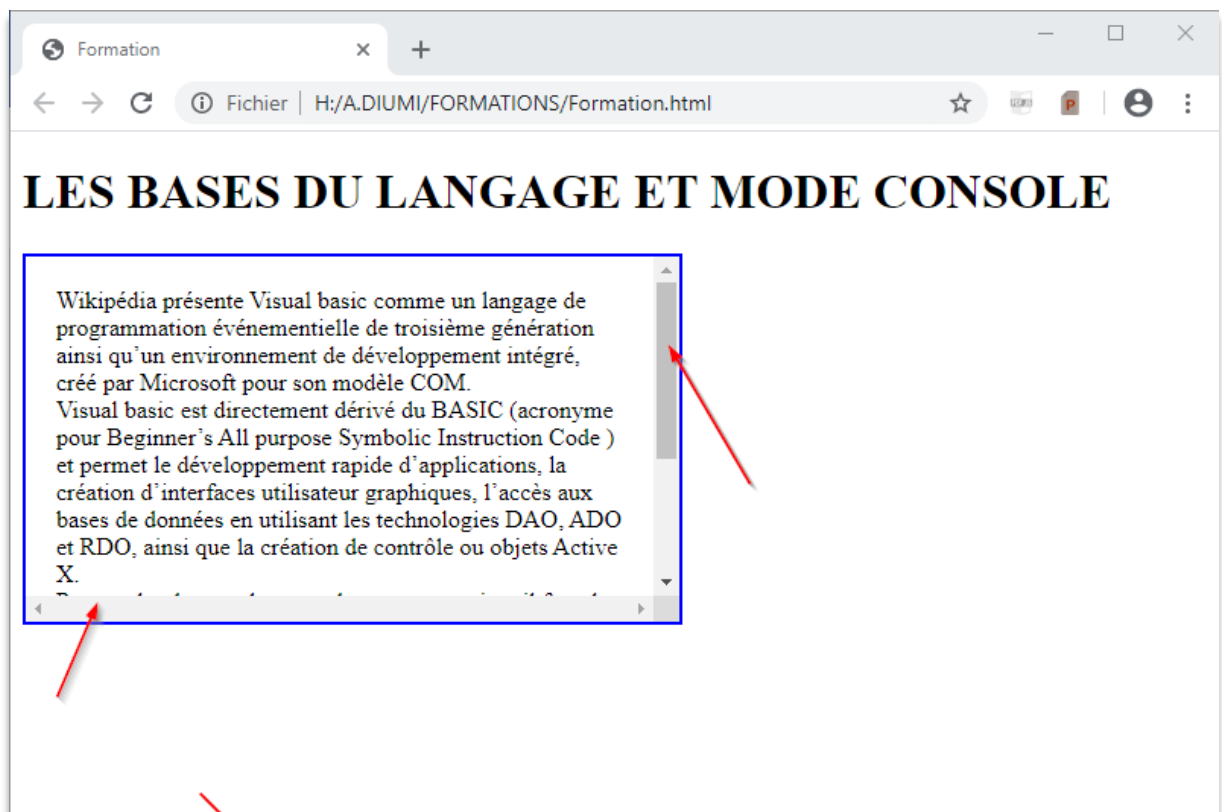 Formation
Fichier | H:/A.DIUMI/FORMATIONS/Formation.html
LES BASES DU LANGAGE ET MODE CONSOLE
Wikipédia présente Visual basic comme un langage de
programmation événementielle de troisième génération
ainsi qu’un environnement de développement intégré,
créé par Microsoft pour son modèle COM.
Visual basic est directement dérivé du BASIC (acronyme
pour Beginner’s All purpose Symbolic Instruction Code )
et permet le développement rapide d’applications, la
création d’interfaces utilisateur graphiques, l’accès aux
bases de données en utilisant les technologies DAO, ADO
et RDO, ainsi que la création de contrôle ou objets Active
X.